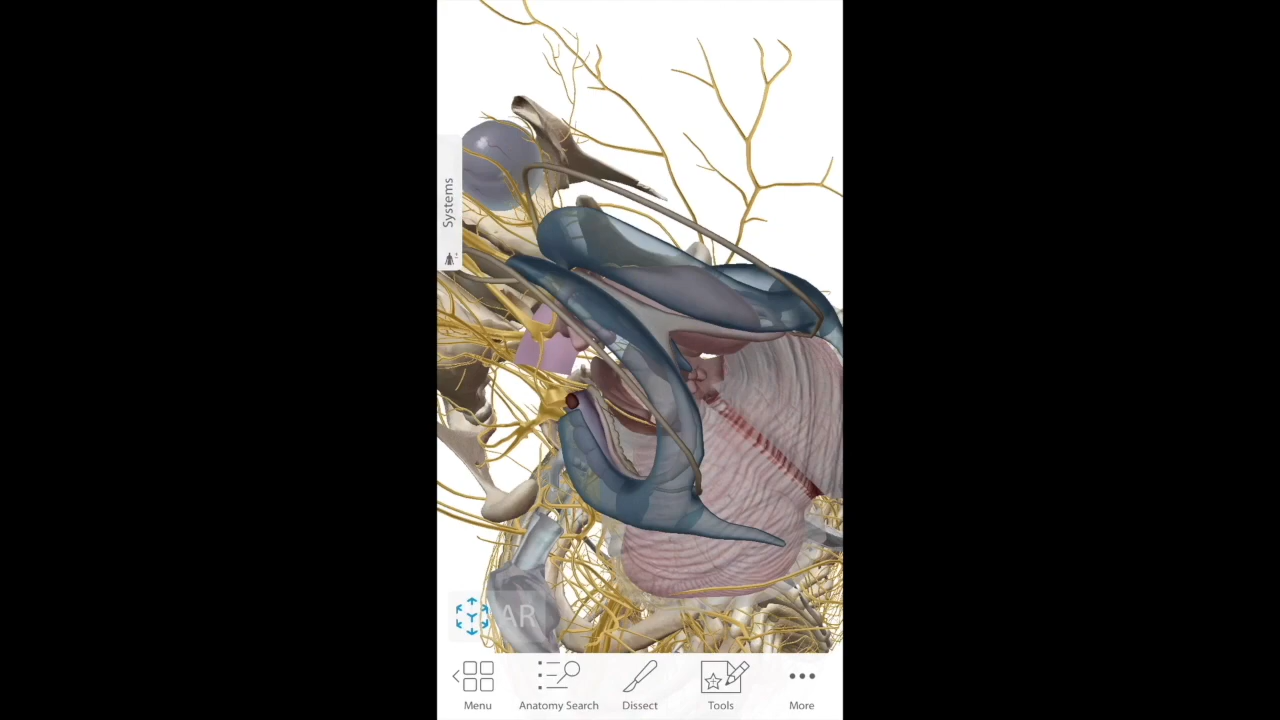 Systems
AR
Menu
Anatomy Search
Dissect
Tools
More